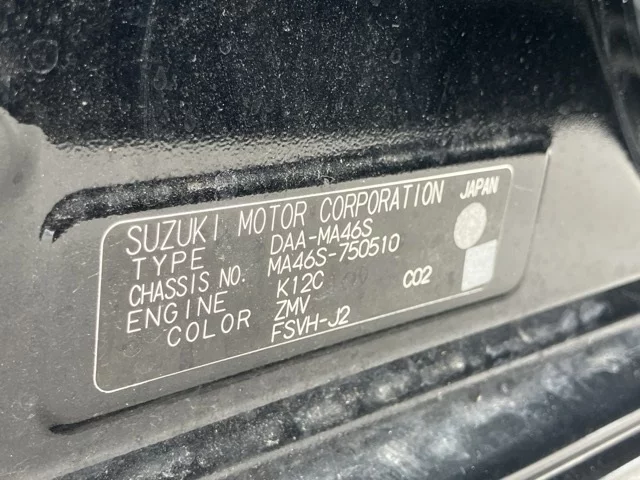 SUZUKI MOTOR CORPORATION JAPAN
TYPE DAA-MA46S
CHASSIS NO. MA46S-750510
ENGINE K12C C02
COLOR ZMV
FSVH-J2